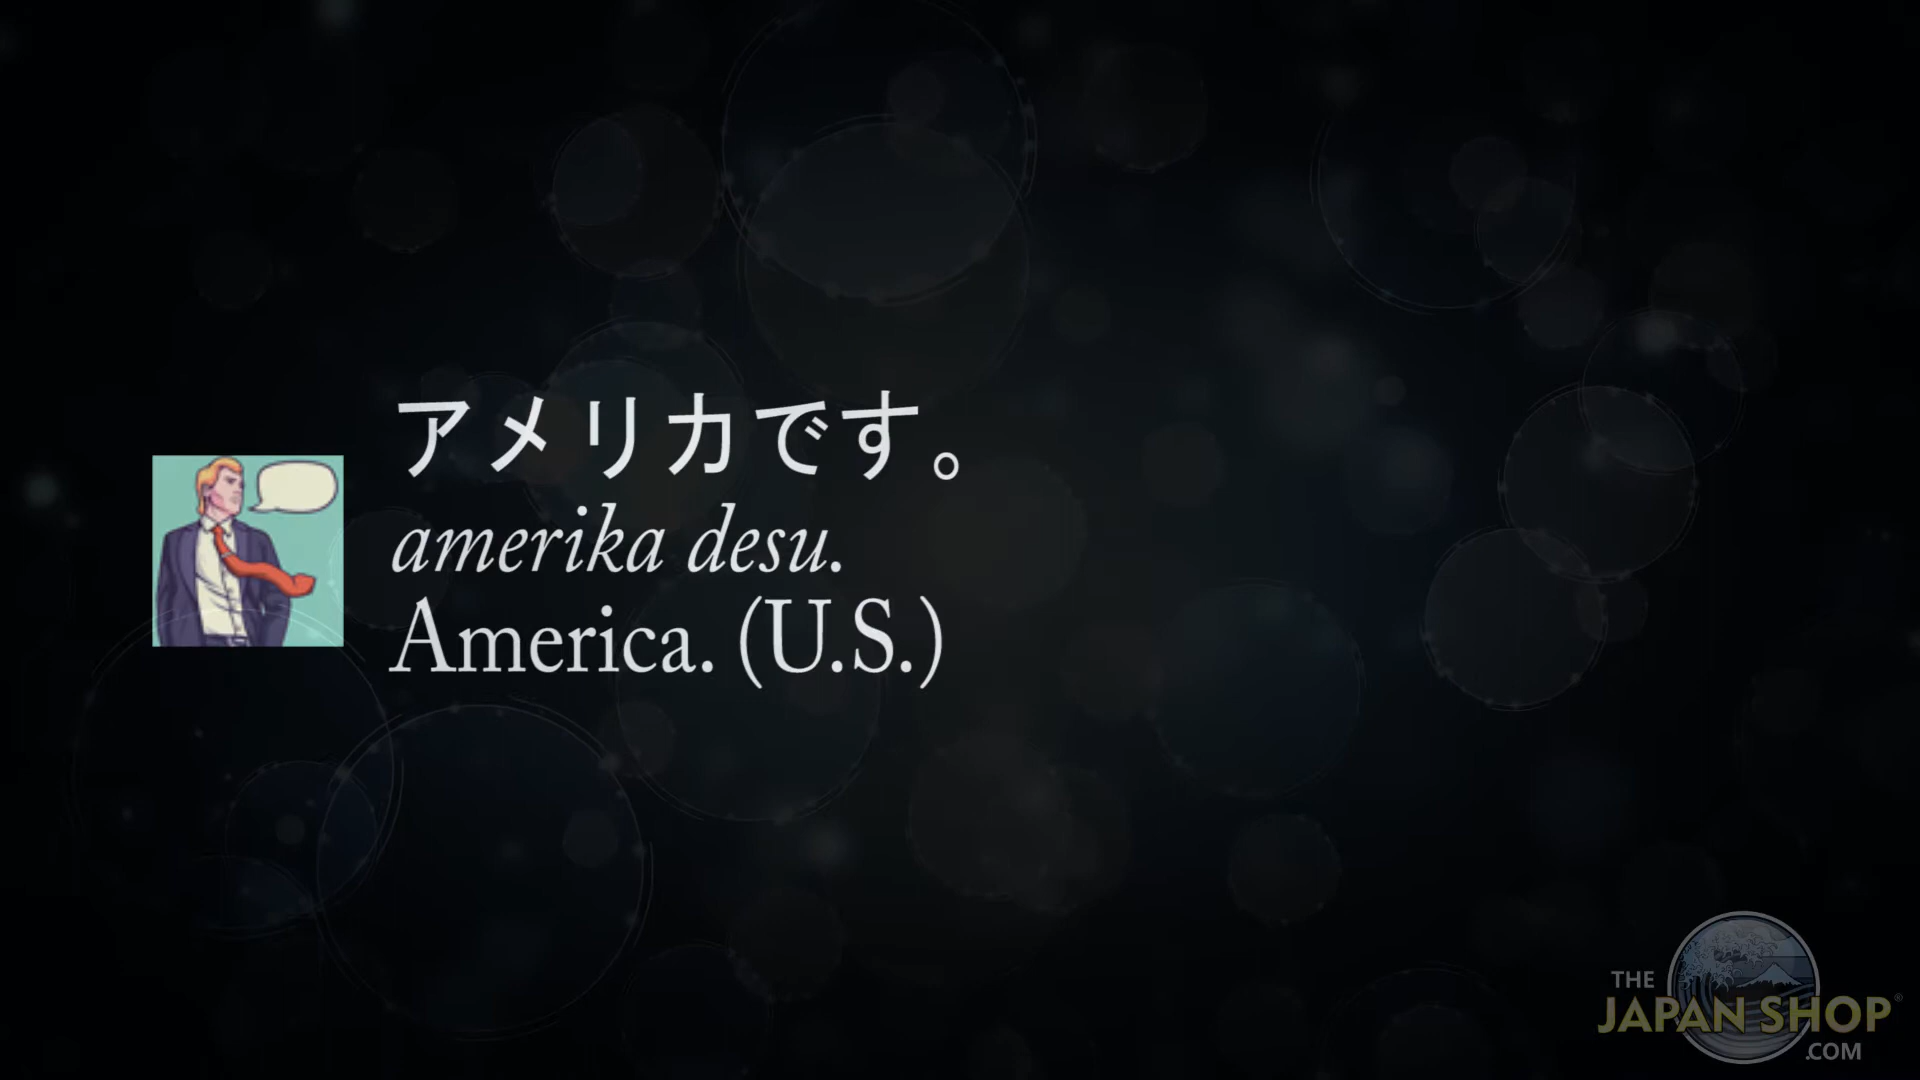 アメリカです。
amerika desu.
America. (U.S.)
THE
JAPAN SHOP®
.COM